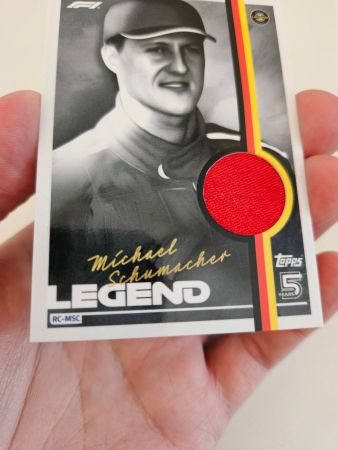 F1
Michael
Schumacher
LEGEND
RC-MSC
Topps
5
YEARS